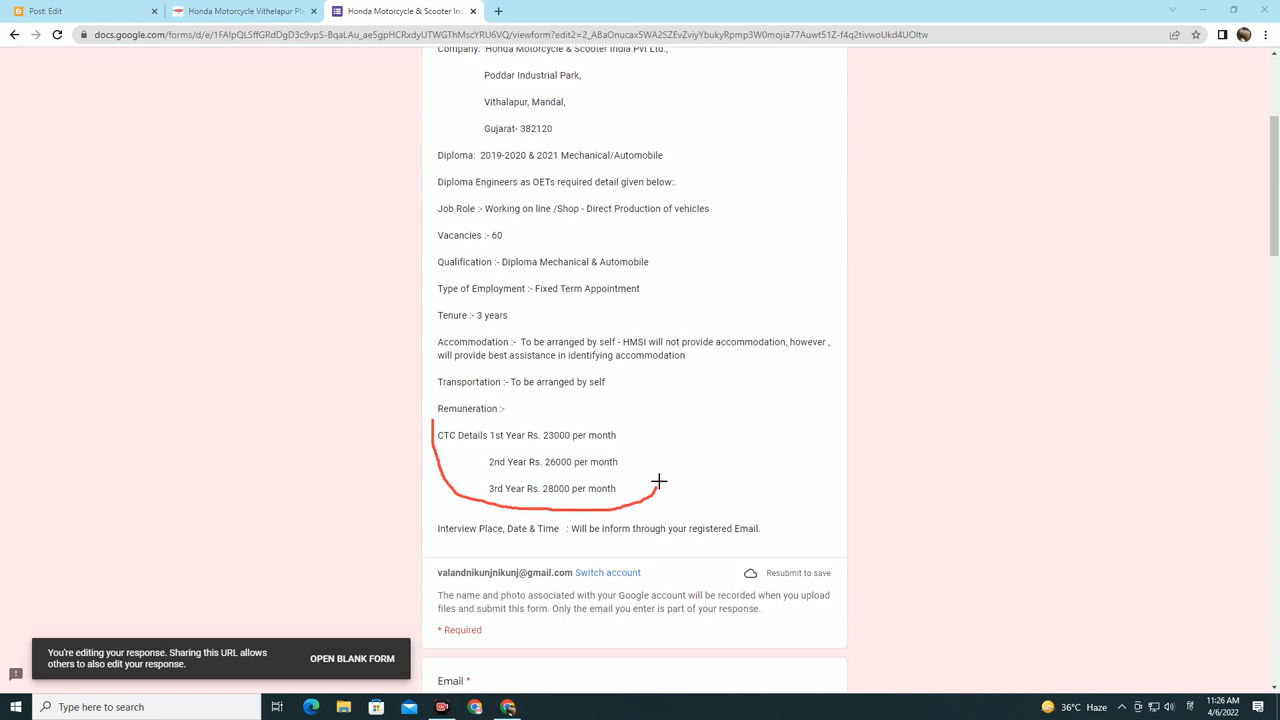 Post: Edit
Honda Motorcycle Vithelapur Pla
Honda Motorcycle & Scooter Ind
docs.google.com/forms/d/e/1FAIpQLSffGRdDgD3c9vpS-BqaLAu_ae5gpHCRxdyUTWGThMscYRU6VQ/viewform?edit2=2_ABaOnucax5WA2SZEvZviyYbukyRpmp3W0mojia77Auwt51Z-f4q2tivwoUkd4UOItw
Company: Honda Motorcycle & Scooter India Pvt Ltd.,
Poddar Industrial Park,
Vithalapur, Mandal,
Gujarat- 382120
Diploma: 2019-2020 & 2021 Mechanical/Automobile
Diploma Engineers as OETs required detail given below:.
Job Role :- Working on line /Shop - Direct Production of vehicles
Vacancies :- 60
Qualification :- Diploma Mechanical & Automobile
Type of Employment :- Fixed Term Appointment
Tenure :- 3 years
Accommodation :- To be arranged by self - HMSI will not provide accommodation, however ,
will provide best assistance in identifying accommodation
Transportation :- To be arranged by self
Remuneration :-
CTC Details 1st Year Rs. 23000 per month
2nd Year Rs. 26000 per month
3rd Year Rs. 28000 per month
Interview Place, Date & Time : Will be inform through your registered Email.
valandnikunjnikunj@gmail.com Switch account
Resubmit to save
The name and photo associated with your Google account will be recorded when you upload
files and submit this form. Only the email you enter is part of your response.
* Required
You're editing your response. Sharing this URL allows
others to also edit your response.
OPEN BLANK FORM
Email *
Type here to search
36°C Haze
11:26 AM
4/6/2022